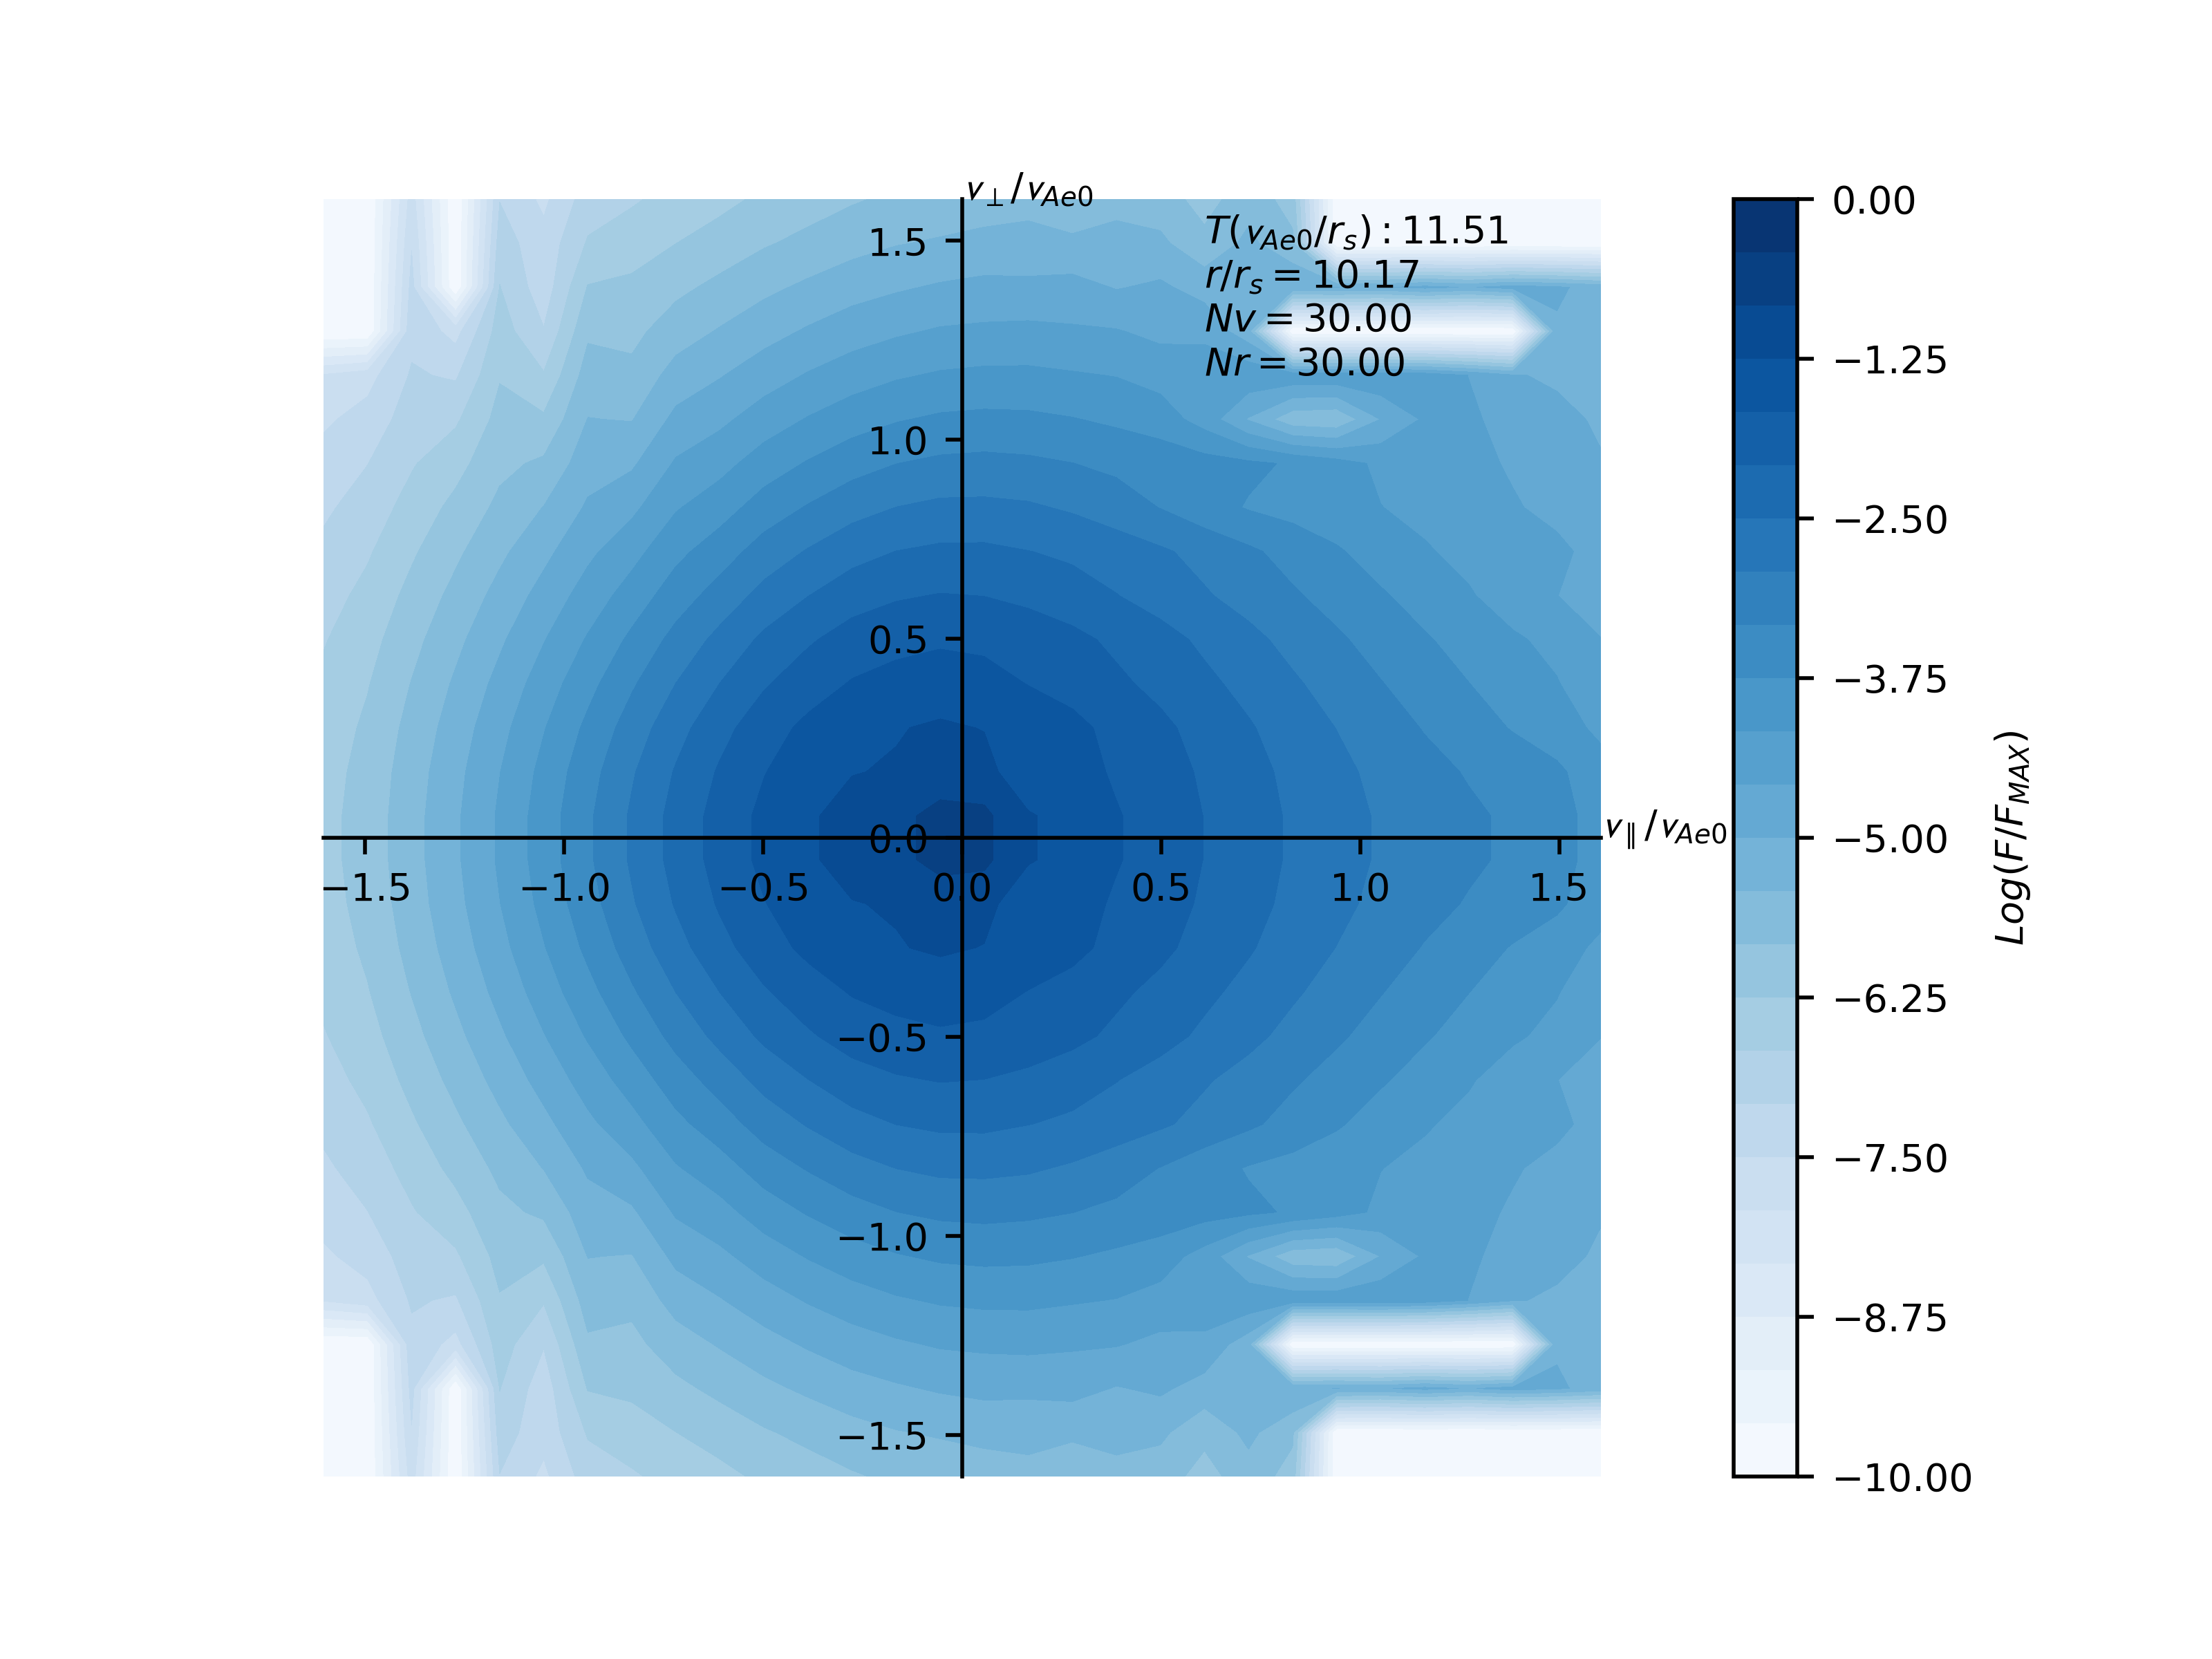 v⊥/vAe0
T(vAe0/rs) : 11.51
r/rs = 10.17
Nv = 30.00
Nr = 30.00
1.5
1.0
0.5
0.0
−0.5
−1.0
−1.5
v∥/vAe0
−1.5 −1.0 −0.5 0.0 0.5 1.0 1.5
0.00
−1.25
−2.50
−3.75
−5.00
−6.25
−7.50
−8.75
−10.00
Log(F/FMAX)